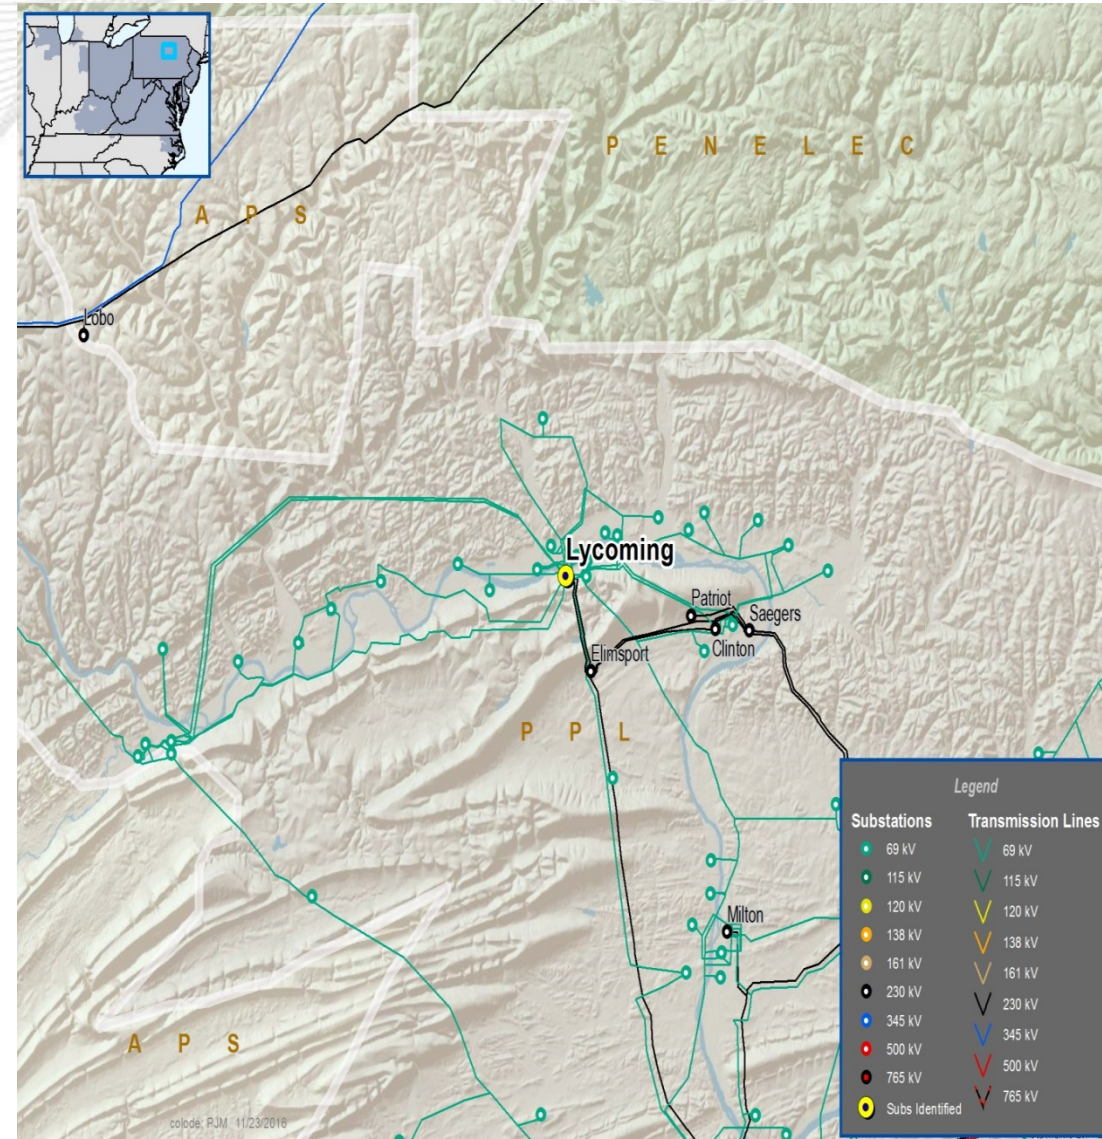 P E N E L E C
A P S
Lobo
Lycoming
Patriot
Saegers
Clinton
Elimsport
P P L
Milton
A P S
Legend
Substations Transmission Lines
69 kV 69 kV
115 kV 115 kV
120 kV 120 kV
138 kV 138 kV
161 kV 161 kV
230 kV 230 kV
345 kV 345 kV
500 kV 500 kV
765 kV 765 kV
Subs Identified
colode, PJM 11/23/2016